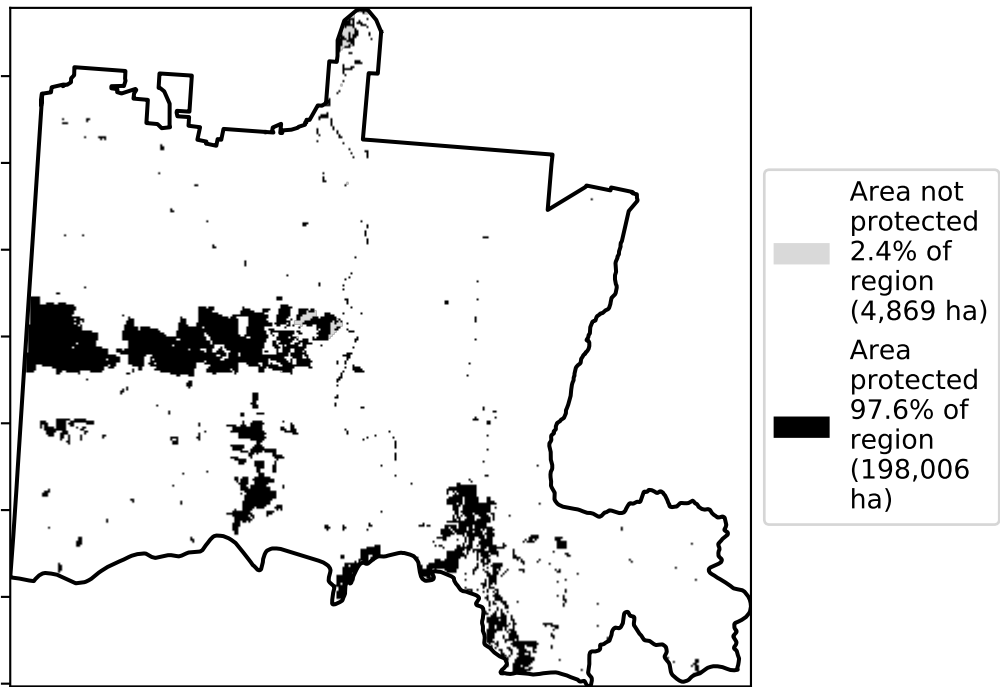 Area not
protected
2.4% of
region
(4,869 ha)
Area
protected
97.6% of
region
(198,006
ha)